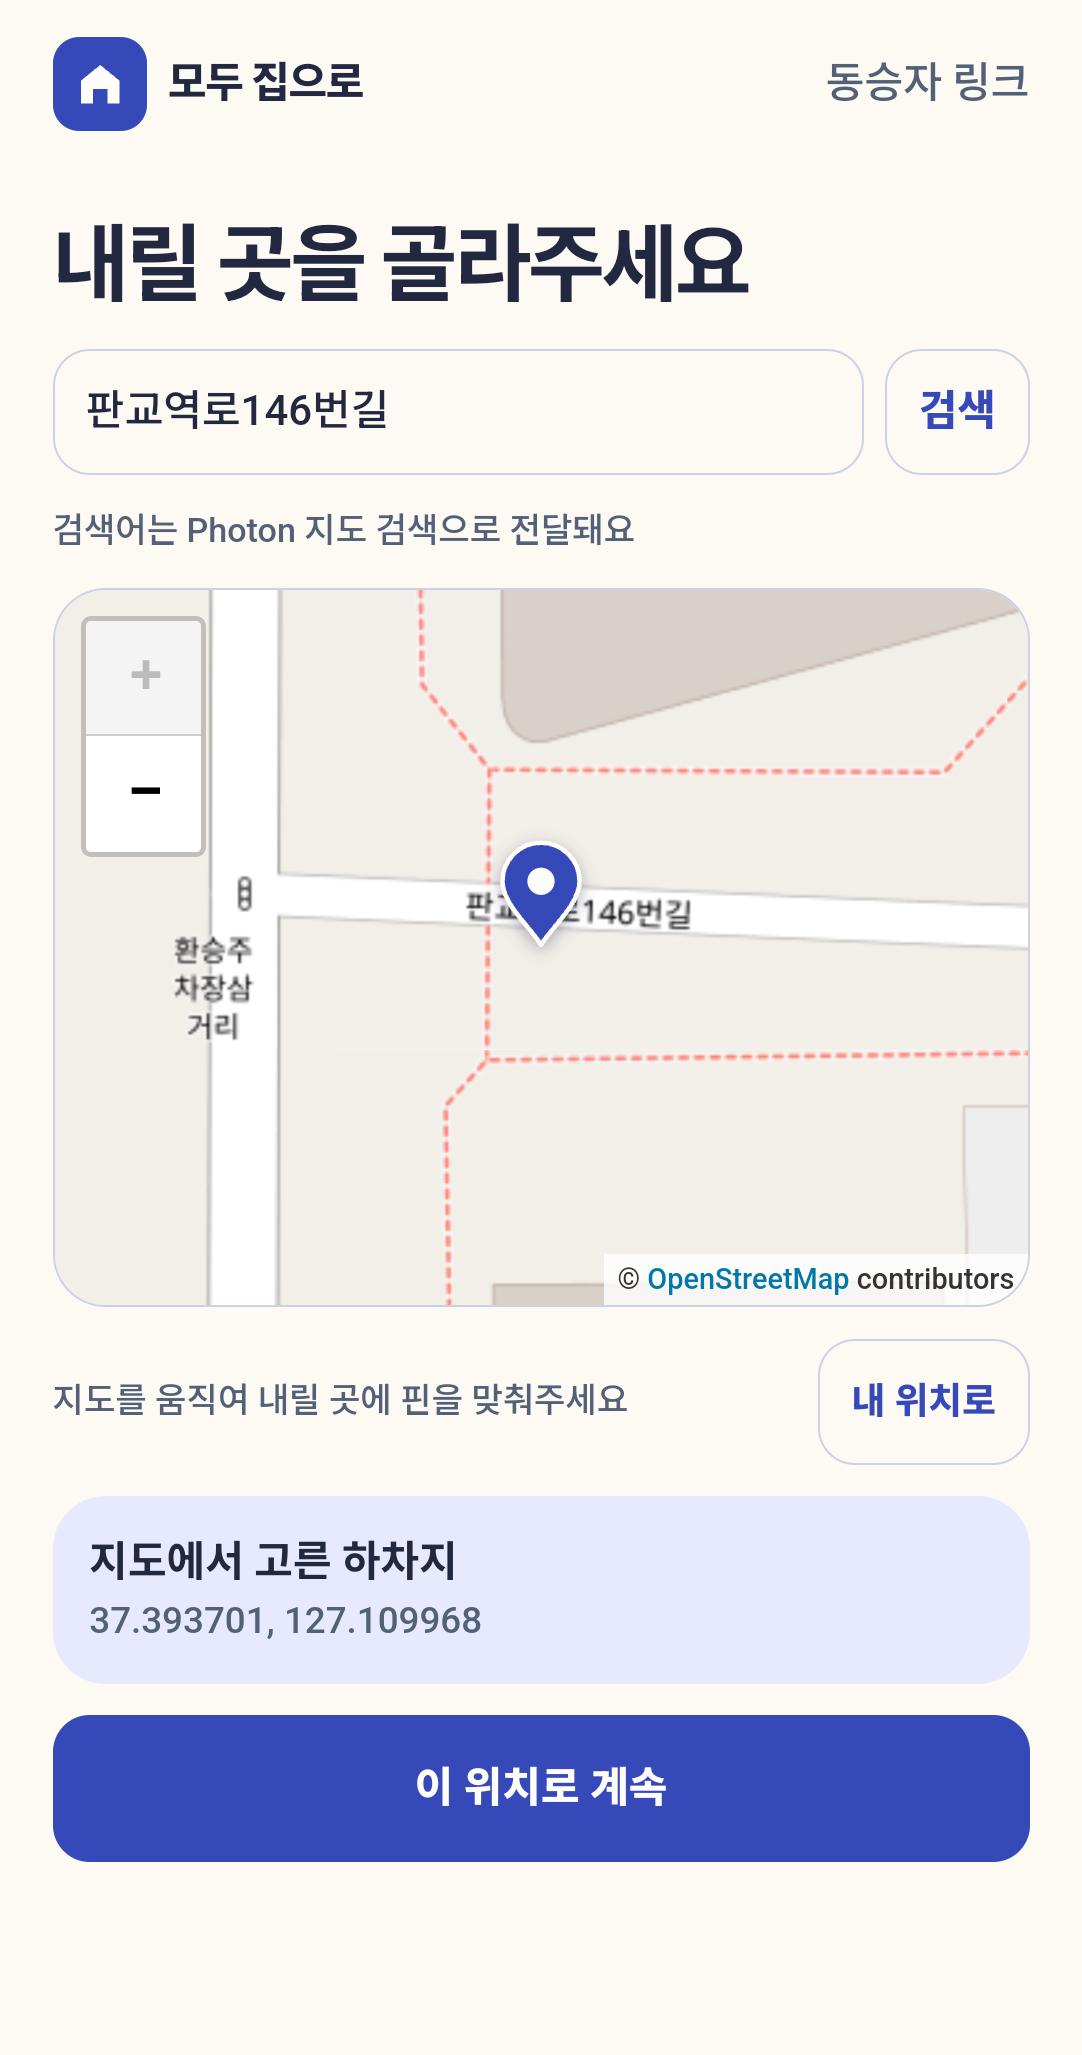 모두 집으로
동승자 링크
내릴 곳을 골라주세요
판교역로146번길
검색
검색어는 Photon 지도 검색으로 전달돼요
+
−
판교
146번길
환승주
차장삼
거리
© OpenStreetMap contributors
지도를 움직여 내릴 곳에 핀을 맞춰주세요
내 위치로
지도에서 고른 하차지
37.393701, 127.109968
이 위치로 계속